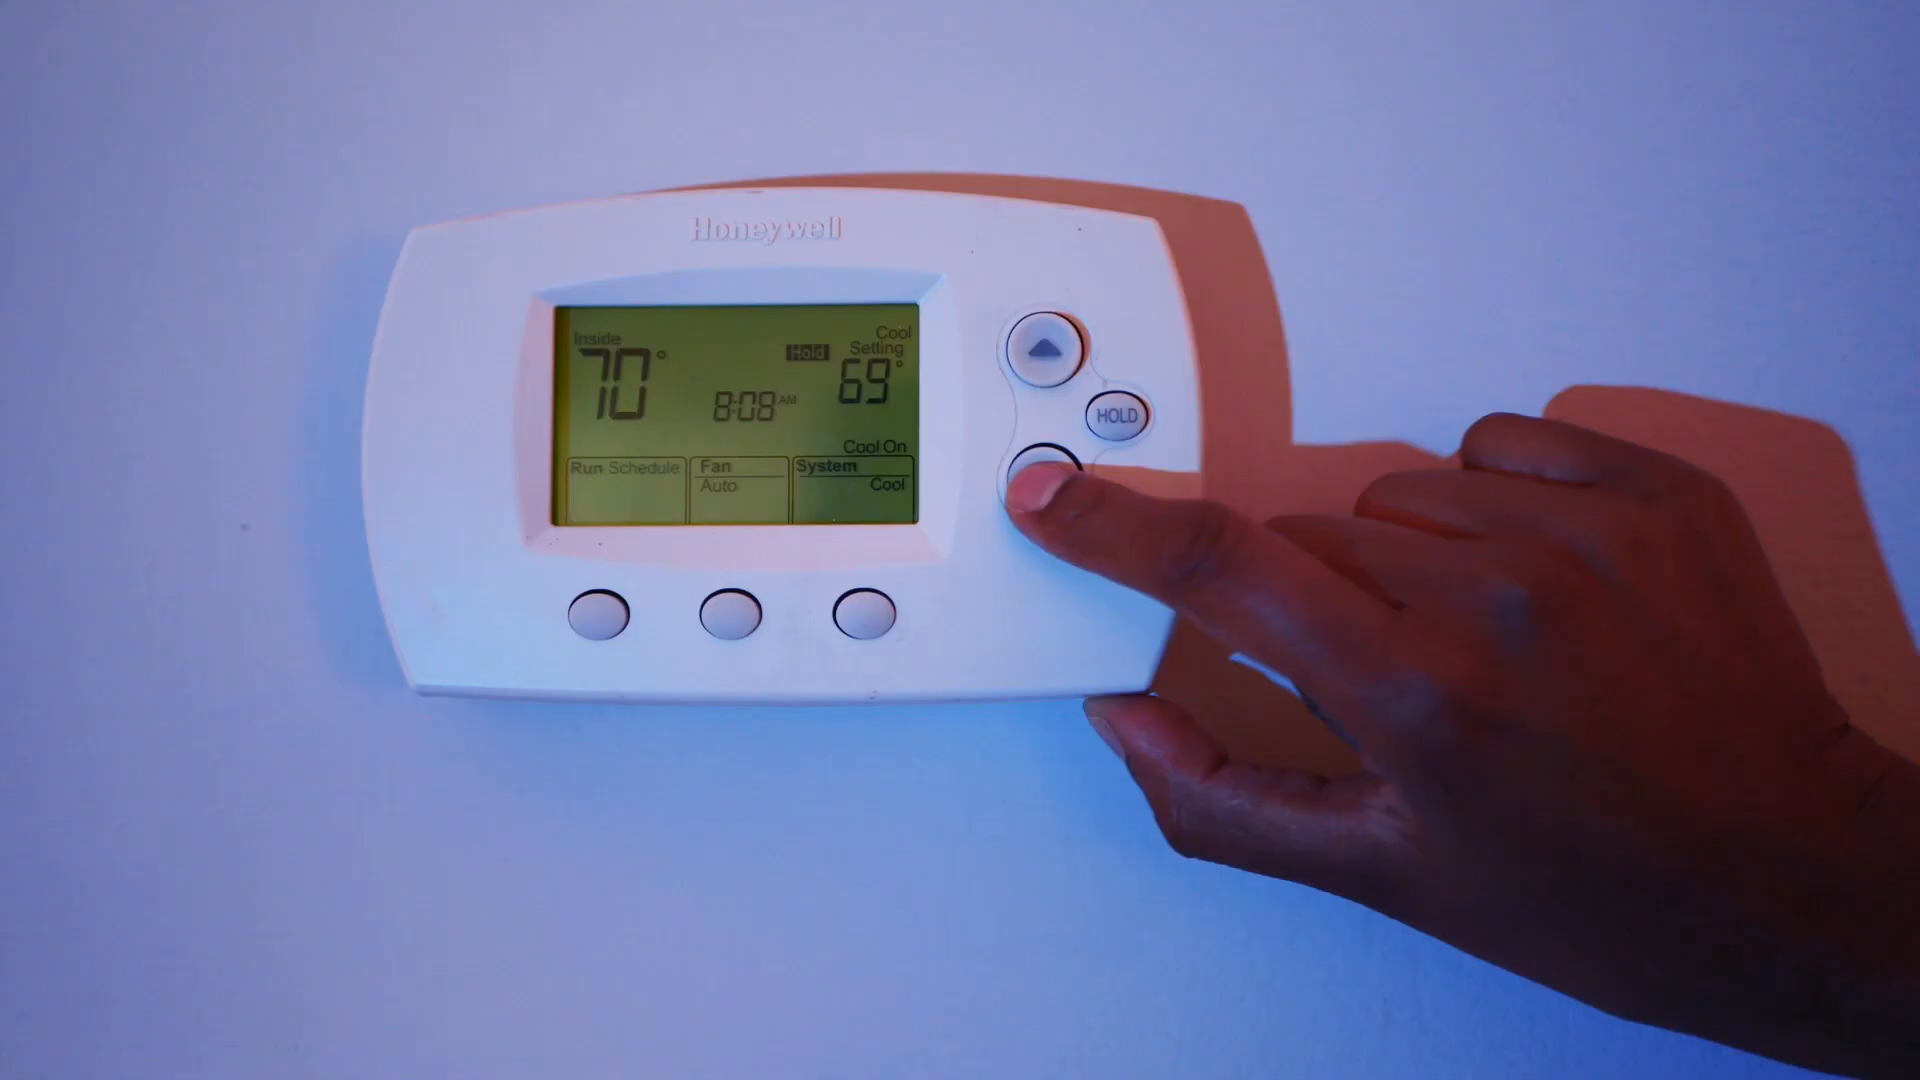 Honeywell
Inside
70°
Hold
Cool
Setting
69°
8:08 AM
Cool On
Run Schedule
Fan
Auto
System
Cool
HOLD